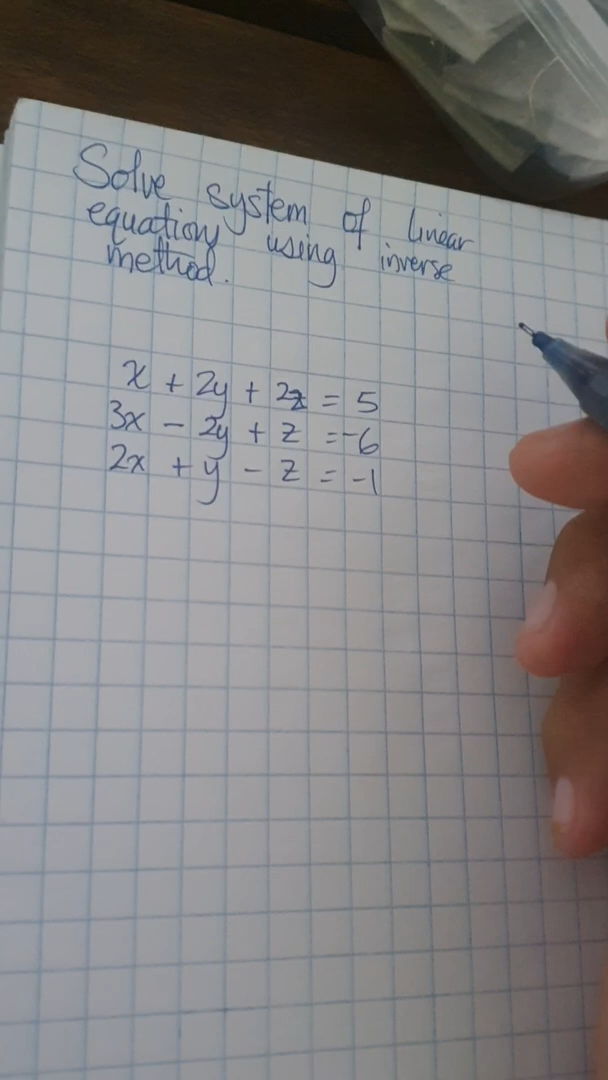 Solve system of linear
equation using inverse
method.
x + 2y + 2z = 5
3x - 2y + z = -6
2x + y - z = -1